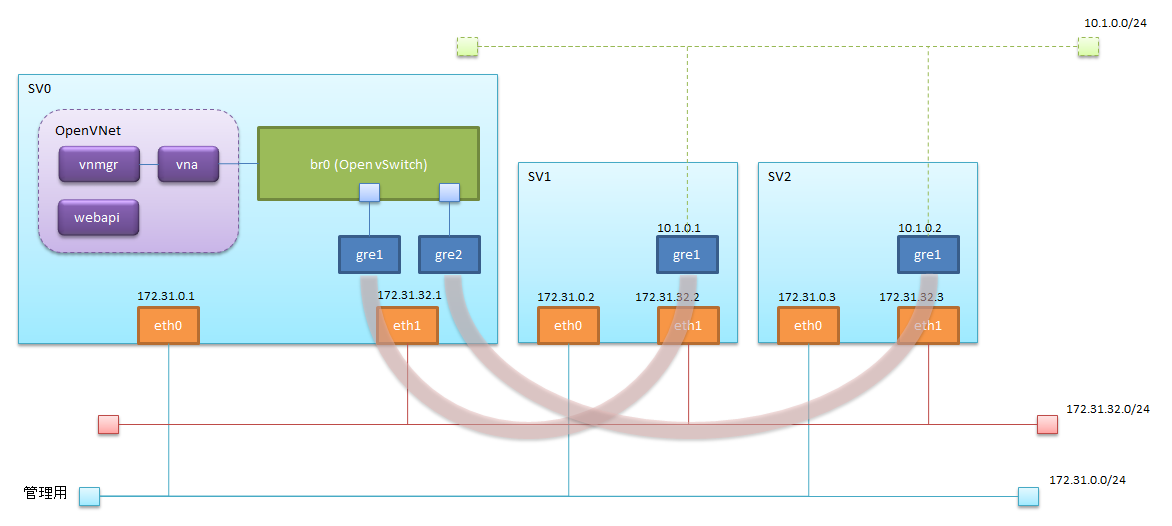 10.1.0.0/24
SV0
OpenVNet
vnmgr
vna
br0 (Open vSwitch)
webapi
SV1
SV2
10.1.0.1
10.1.0.2
gre1
gre2
gre1
gre1
172.31.0.1
172.31.32.1
172.31.0.2
172.31.32.2
172.31.0.3
172.31.32.3
eth0
eth1
eth0
eth1
eth0
eth1
172.31.32.0/24
172.31.0.0/24
管理用